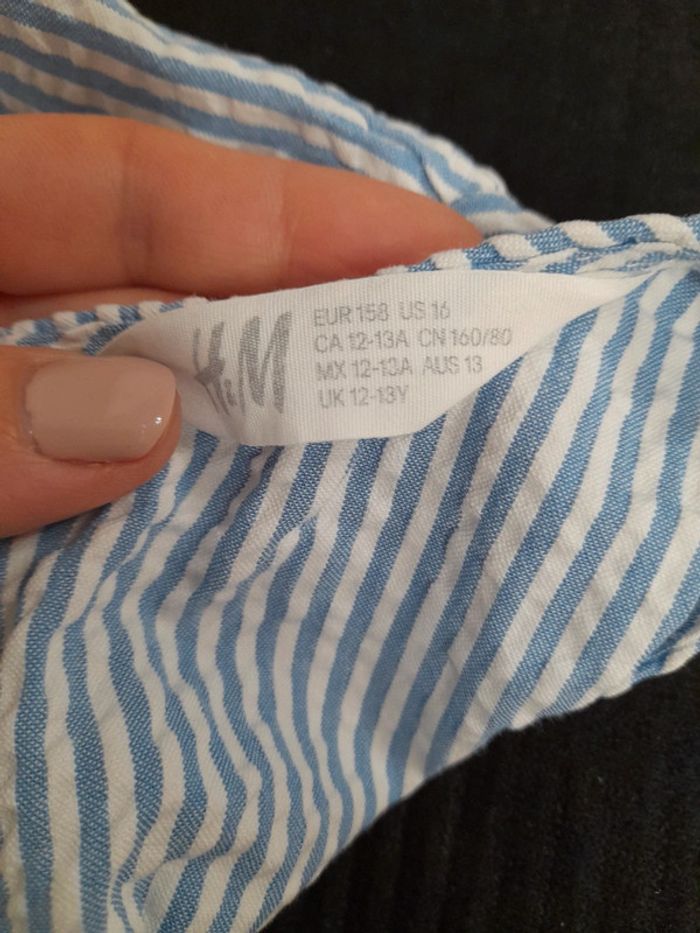 H&M
EUR 158 US 16
CA 12-13A CN 160/80
MX 12-13A AUS 13
UK 12-13Y